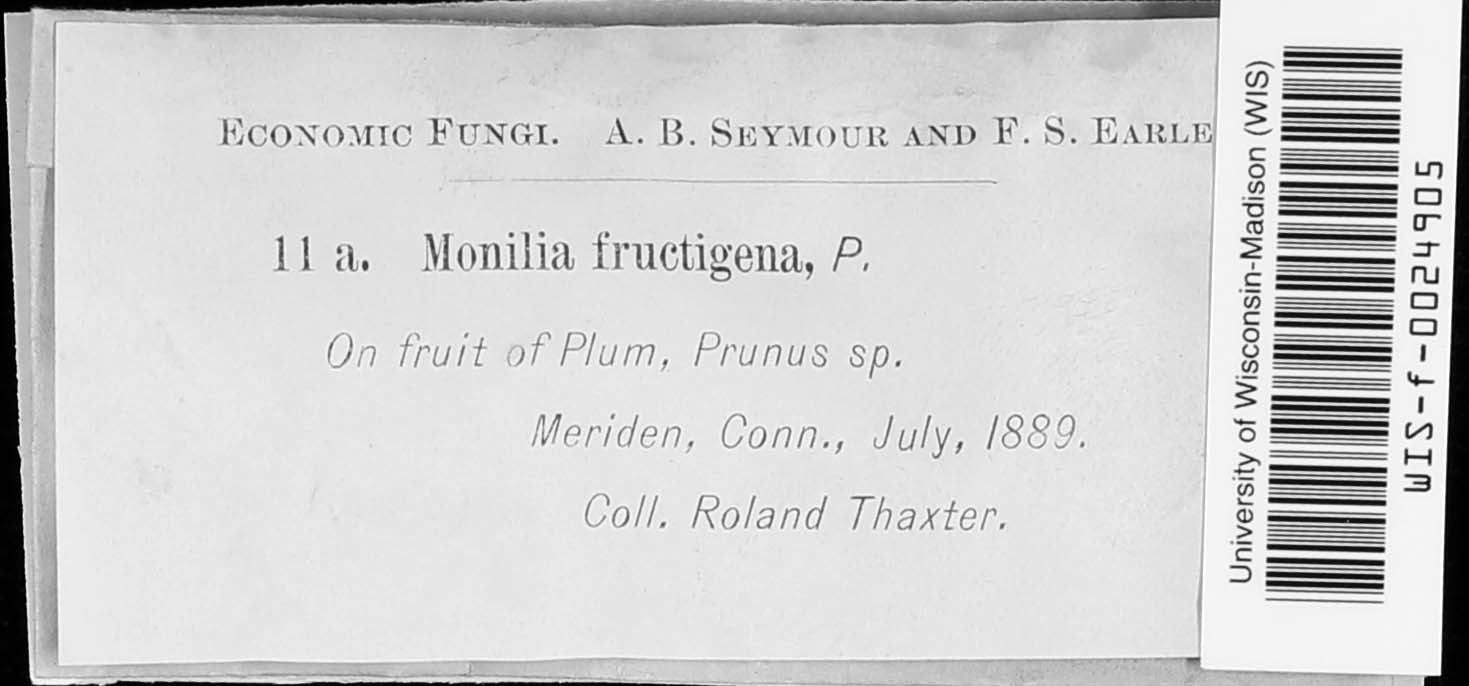 ECONOMIC FUNGI. A. B. SEYMOUR AND F. S. EARLE
11 a. Monilia fructigena, P.
On fruit of Plum, Prunus sp.
Meriden, Conn., July, 1889.
Coll. Roland Thaxter.
University of Wisconsin-Madison (WIS)
WIS-f-0024905